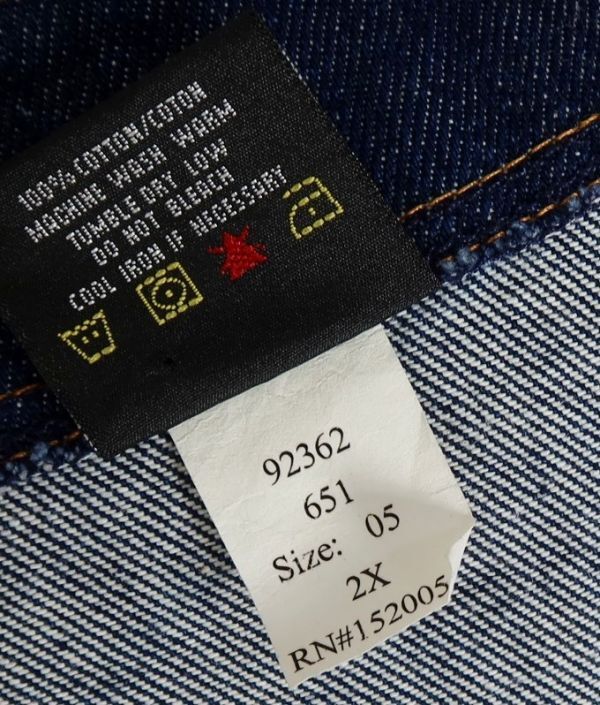 100% COTTON/COTON
MACHINE WASH WARM
TUMBLE DRY LOW
DO NOT BLEACH
COOL IRON IF NECESSARY
92362
651
Size: 05
2X
RN#152005